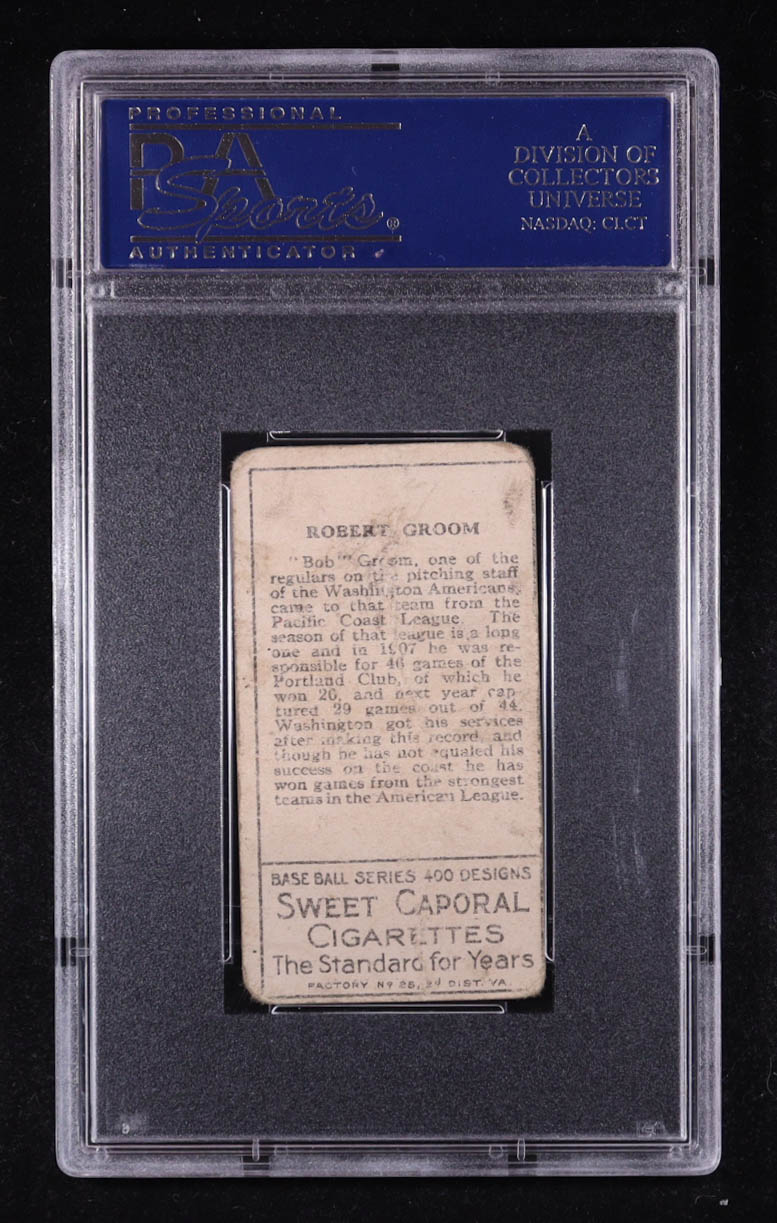 PROFESSIONAL
PSA
Sports®
AUTHENTICATOR
A
DIVISION OF
COLLECTORS
UNIVERSE
NASDAQ: CLCT
ROBERT GROOM
"Bob" Groom, one of the
regulars on the pitching staff
of the Washington Americans,
came to that team from the
Pacific Coast League. The
season of that league is a long
one and in 1907 he was re-
sponsible for 46 games of the
Portland Club, of which he
won 20, and next year cap-
tured 29 games out of 44.
Washington got his services
after making this record, and
though he has not equaled his
success on the coast he has
won games from the strongest
teams in the American League.
BASE BALL SERIES 400 DESIGNS
SWEET CAPORAL
CIGARETTES
The Standard for Years
FACTORY Nº 25, 2d DIST. VA.